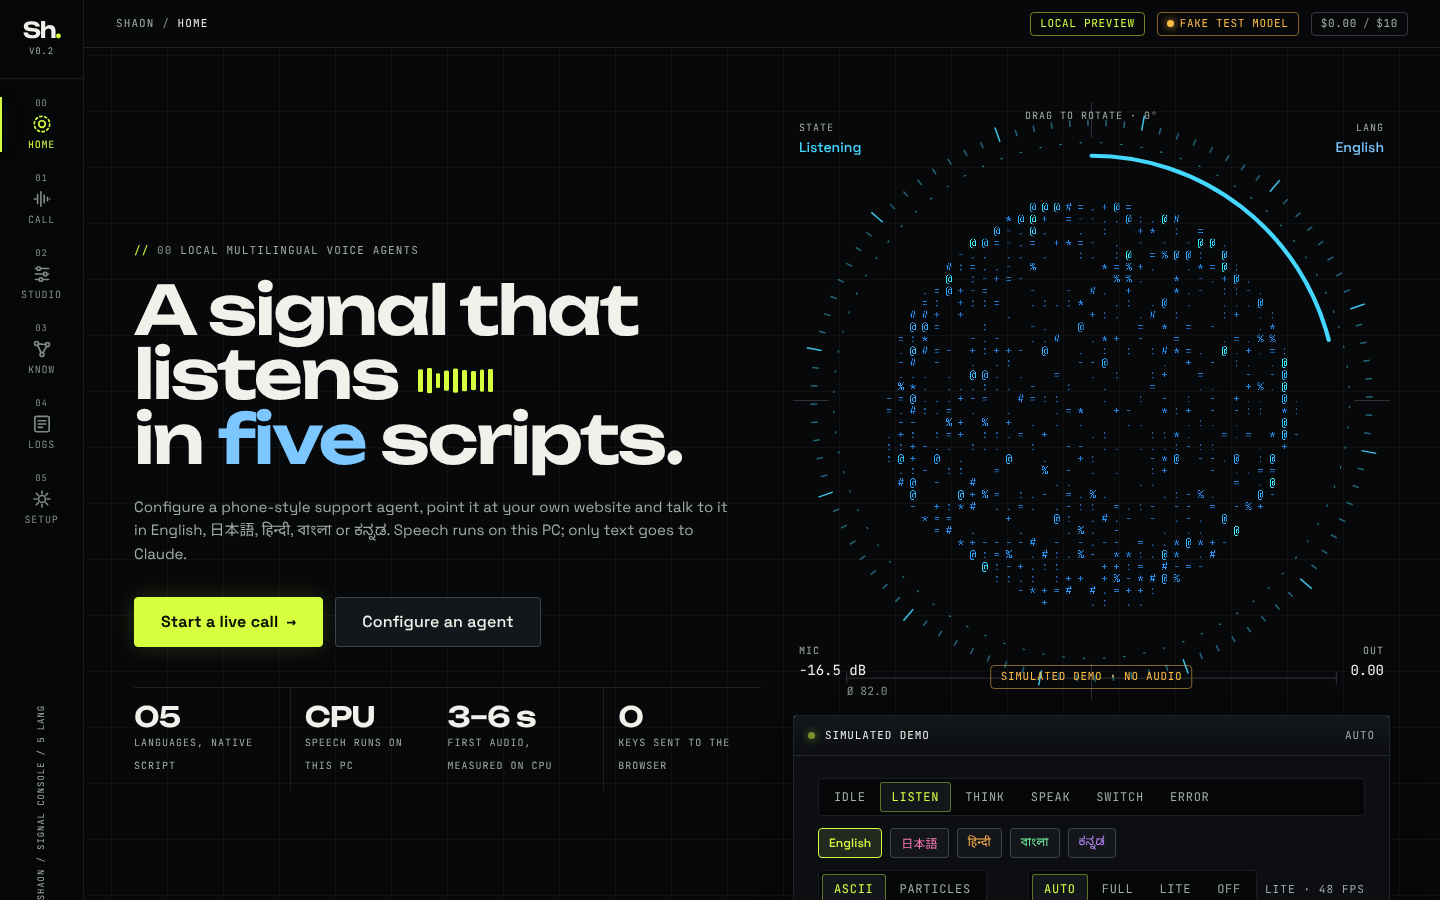 Sh.
V0.2
SHAON / HOME
LOCAL PREVIEW
FAKE TEST MODEL
$0.00 / $10
00
HOME
01
CALL
02
STUDIO
03
KNOW
04
LOGS
05
SETUP
SHAON / SIGNAL CONSOLE / 5 LANG
// 00 LOCAL MULTILINGUAL VOICE AGENTS
A signal that
listens
in five scripts.
Configure a phone-style support agent, point it at your own website and talk to it
in English, 日本語, हिन्दी, বাংলা or ಕನ್ನಡ. Speech runs on this PC; only text goes to
Claude.
Start a live call →
Configure an agent
05
LANGUAGES, NATIVE
SCRIPT
CPU
SPEECH RUNS ON
THIS PC
3–6 s
FIRST AUDIO,
MEASURED ON CPU
0
KEYS SENT TO THE
BROWSER
DRAG TO ROTATE · 0°
STATE
Listening
LANG
English
MIC
-16.5 dB
Ø 82.0
SIMULATED DEMO · NO AUDIO
OUT
0.00
SIMULATED DEMO
AUTO
IDLE LISTEN THINK SPEAK SWITCH ERROR
English 日本語 हिन्दी বাংলা ಕನ್ನಡ
ASCII PARTICLES
AUTO FULL LITE OFF
LITE · 48 FPS